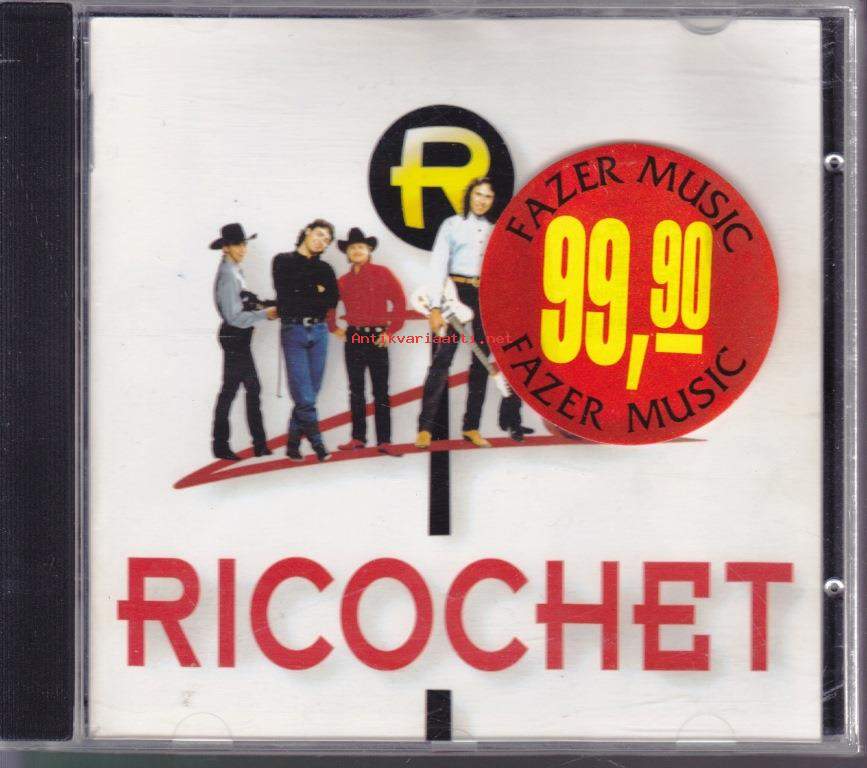 R
FAZER MUSIC
99,90
FAZER MUSIC
Antikvariaatti.net
RICOCHET